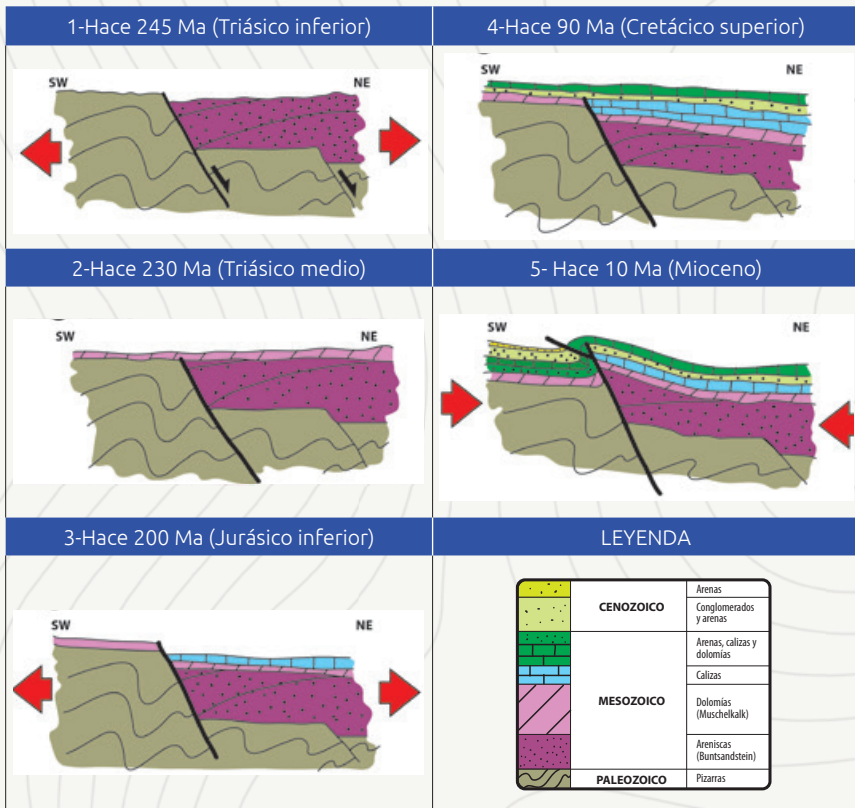 1-Hace 245 Ma (Triásico inferior)
SW
NE
4-Hace 90 Ma (Cretácico superior)
SW
NE
2-Hace 230 Ma (Triásico medio)
SW
NE
5- Hace 10 Ma (Mioceno)
SW
NE
3-Hace 200 Ma (Jurásico inferior)
SW
NE
LEYENDA
CENOZOICO
Arenas
Conglomerados
y arenas
MESOZOICO
Arenas, calizas y
dolomías
Calizas
Dolomías
(Muschelkalk)
Areniscas
(Buntsandstein)
PALEOZOICO
Pizarras